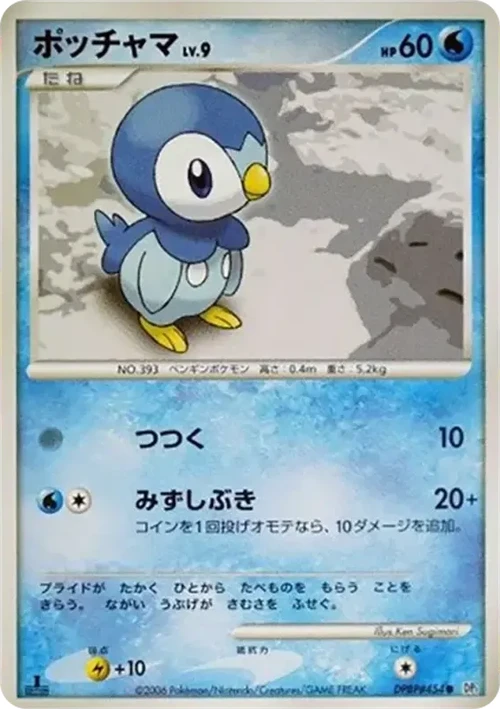 ポッチャマ LV.9 HP60
たね
NO.393 ペンギンポケモン 高さ:0.4m 重さ:5.2kg
つつく 10
みずしぶき 20+
コインを1回投げオモテなら、10ダメージを追加。
プライドが たかく ひとから たべものを もらう ことを
きらう。 ながい うぶげが さむさを ふせぐ。
Illus. Ken Sugimori
弱点 抵抗力 にげる
+10
©2006 Pokémon/Nintendo/Creatures/GAME FREAK. DPBP#454